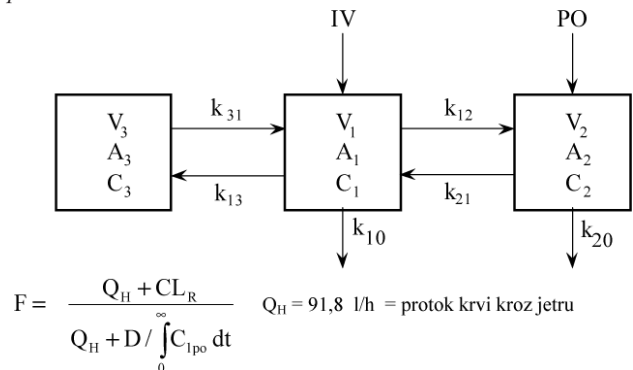 IV
PO
V3
A3
C3
k31
k13
V1
A1
C1
k10
k12
k21
V2
A2
C2
k20
F = (QH + CLR) / (QH + D / ∫0∞ C1po dt)
QH = 91,8 l/h = protok krvi kroz jetru